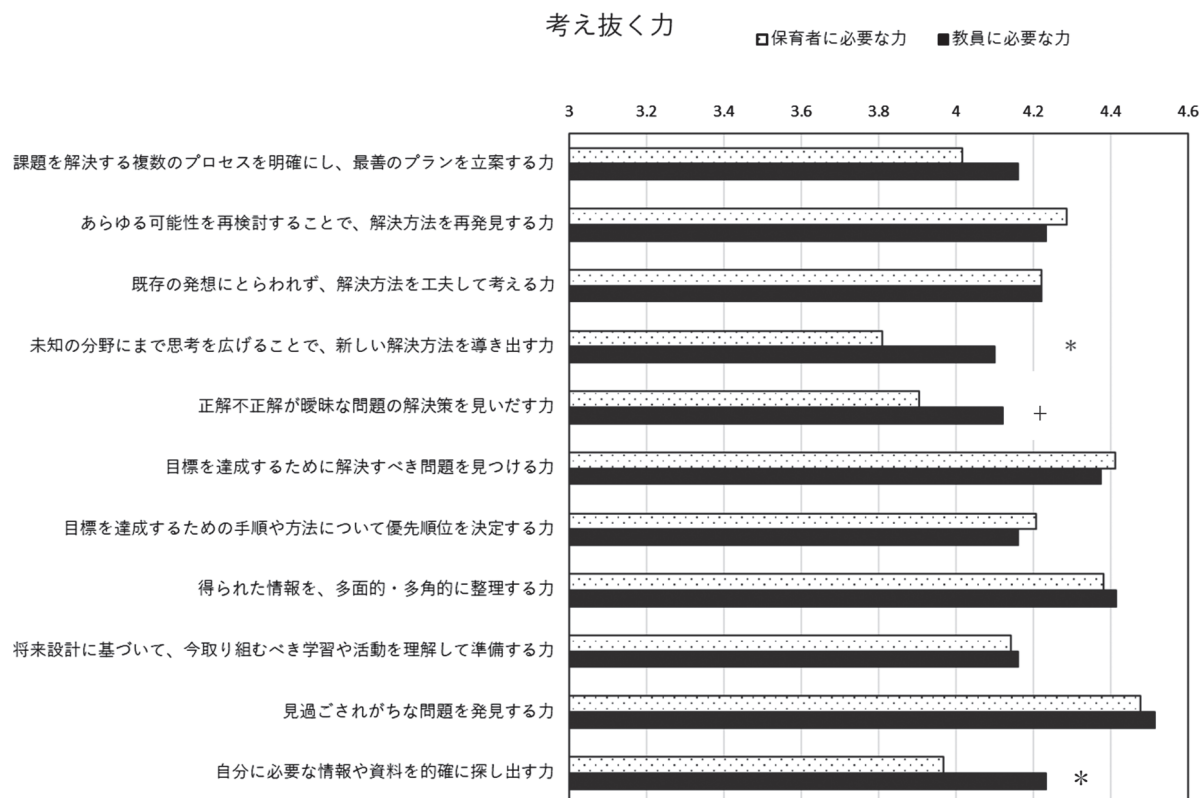 考え抜く力
保育者に必要な力 教員に必要な力
3 3.2 3.4 3.6 3.8 4 4.2 4.4 4.6
課題を解決する複数のプロセスを明確にし、最善のプランを立案する力
あらゆる可能性を再検討することで、解決方法を再発見する力
既存の発想にとらわれず、解決方法を工夫して考える力
未知の分野にまで思考を広げることで、新しい解決方法を導き出す力 *
正解不正解が曖昧な問題の解決策を見いだす力 +
目標を達成するために解決すべき問題を見つける力
目標を達成するための手順や方法について優先順位を決定する力
得られた情報を、多面的・多角的に整理する力
将来設計に基づいて、今取り組むべき学習や活動を理解して準備する力
見過ごされがちな問題を発見する力
自分に必要な情報や資料を的確に探し出す力 *